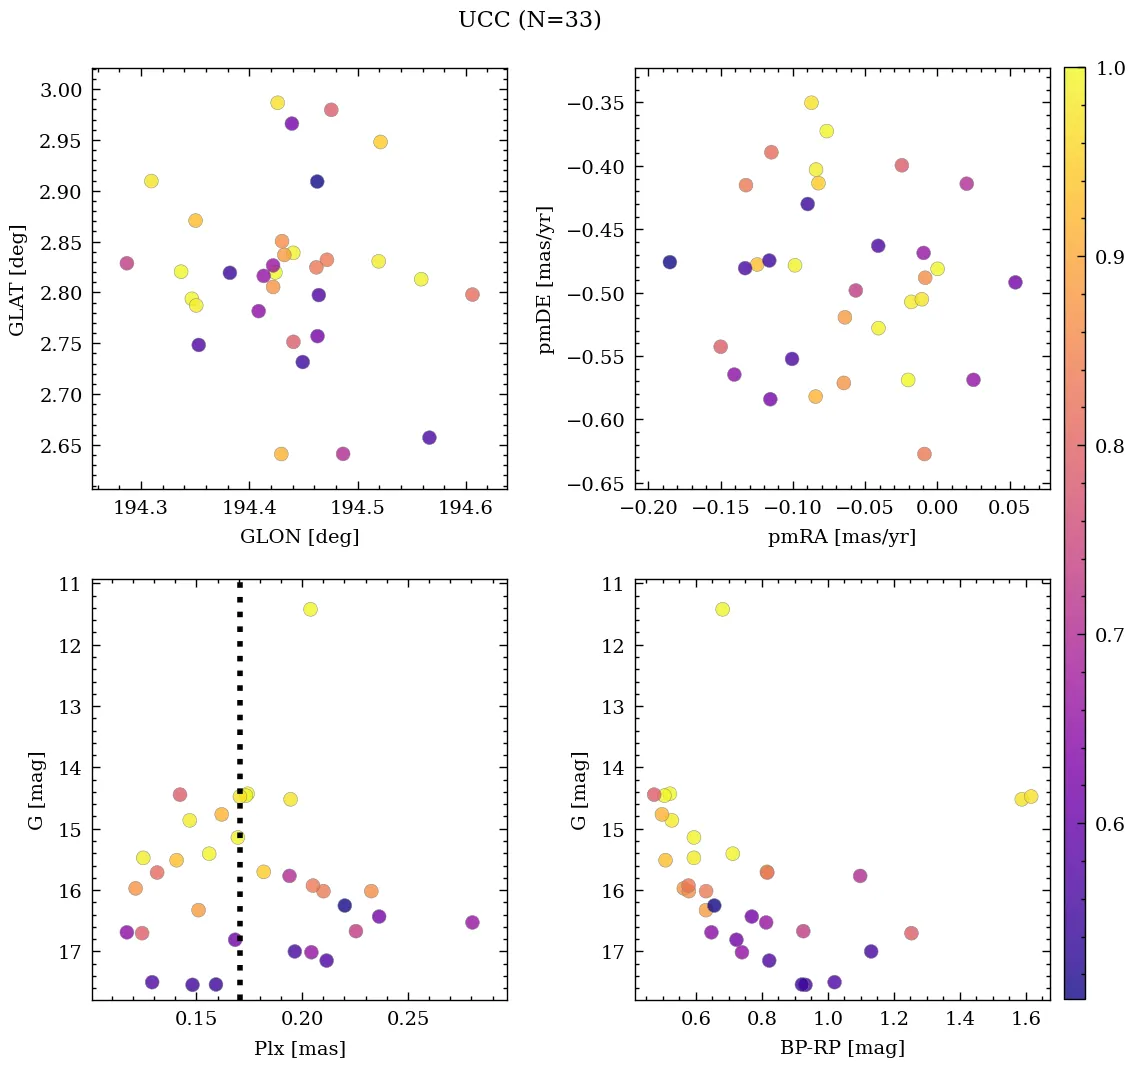 UCC (N=33)
3.00
2.95
2.90
2.85
2.80
2.75
2.70
2.65
GLAT [deg]
194.3 194.4 194.5 194.6
GLON [deg]
−0.35
−0.40
−0.45
−0.50
−0.55
−0.60
−0.65
pmDE [mas/yr]
−0.20 −0.15 −0.10 −0.05 0.00 0.05
pmRA [mas/yr]
11
12
13
14
15
16
17
G [mag]
0.15 0.20 0.25
Plx [mas]
11
12
13
14
15
16
17
G [mag]
0.6 0.8 1.0 1.2 1.4 1.6
BP-RP [mag]
1.0
0.9
0.8
0.7
0.6